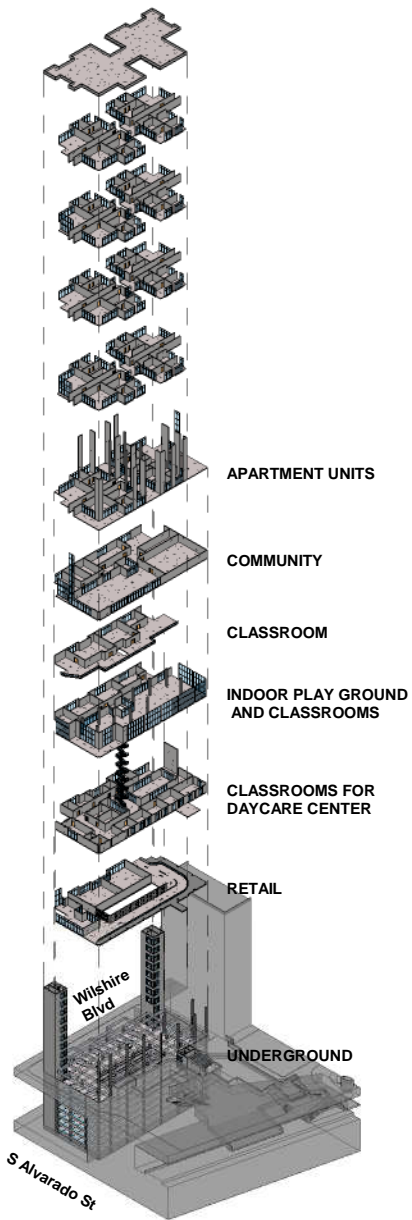 APARTMENT UNITS
COMMUNITY
CLASSROOM
INDOOR PLAY GROUND
AND CLASSROOMS
CLASSROOMS FOR
DAYCARE CENTER
RETAIL
Wilshire
Blvd
UNDERGROUND
S Alvarado St